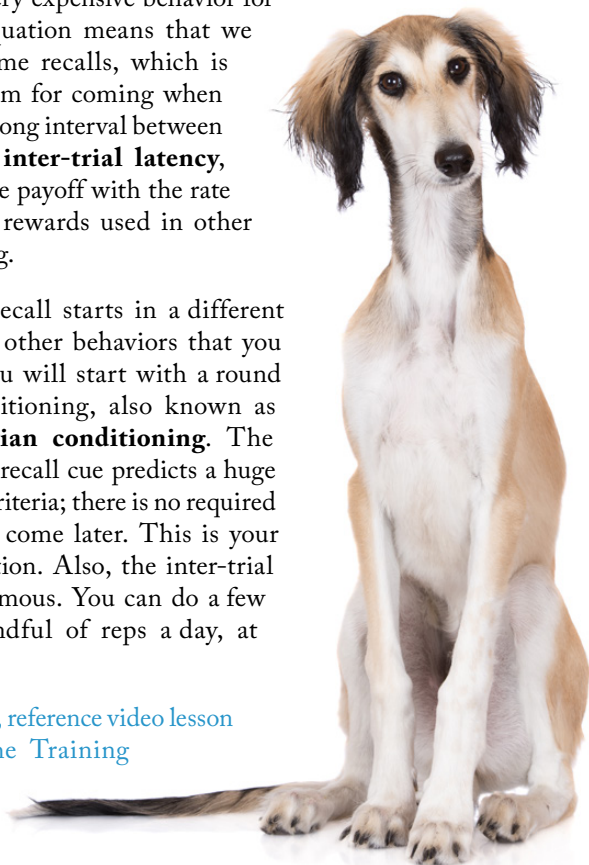 ery expensive behavior for
uation means that we
me recalls, which is
m for coming when
ong interval between
inter-trial latency,
e payoff with the rate
rewards used in other
g.
ecall starts in a different
other behaviors that you
u will start with a round
itioning, also known as
ian conditioning. The
recall cue predicts a huge
riteria; there is no required
come later. This is your
tion. Also, the inter-trial
mous. You can do a few
ndful of reps a day, at
, reference video lesson
ne Training